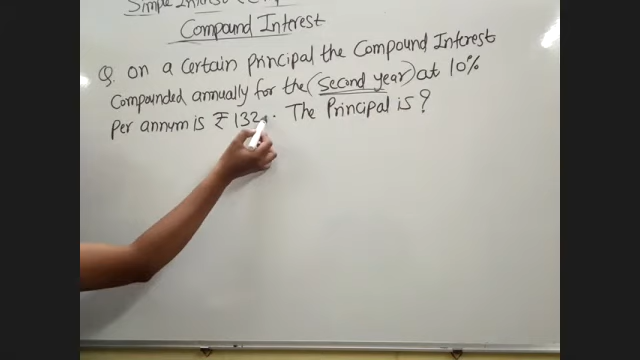 Simple
Compound Interest
Q. On a Certain Principal the Compound Interest
Compounded annually for the (Second year) at 10%
Per annum is ₹132. The Principal is ?